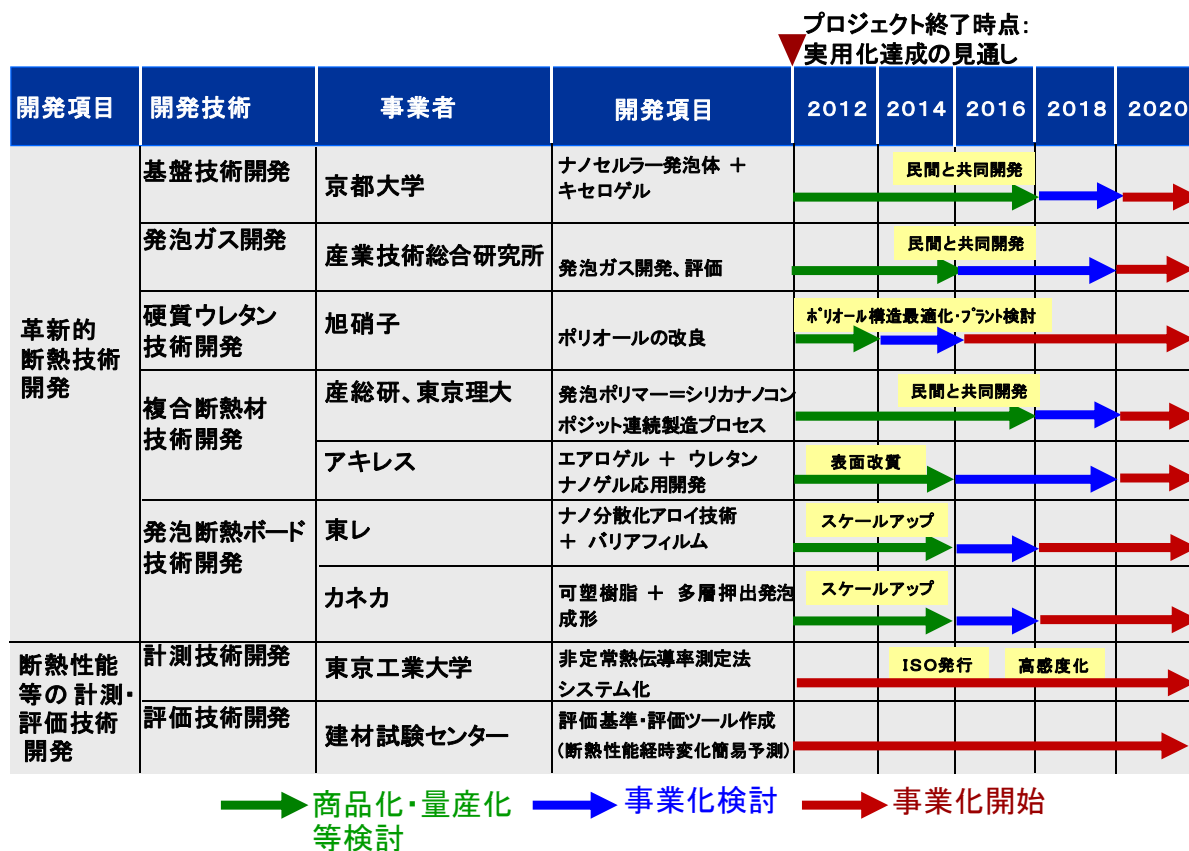 プロジェクト終了時点:
実用化達成の見通し
開発項目
開発技術
事業者
開発項目
2012
2014
2016
2018
2020
革新的
断熱技術
開発
基盤技術開発
京都大学
ナノセルラー発泡体 ＋
キセロゲル
民間と共同開発
発泡ガス開発
産業技術総合研究所
発泡ガス開発、評価
民間と共同開発
硬質ウレタン
技術開発
旭硝子
ポリオールの改良
ﾎﾟﾘオール構造最適化・ﾌﾟラント検討
複合断熱材
技術開発
産総研、東京理大
発泡ポリマー＝シリカナノコン
ポジット連続製造プロセス
民間と共同開発
アキレス
エアロゲル ＋ ウレタン
ナノゲル応用開発
表面改質
発泡断熱ボード
技術開発
東レ
ナノ分散化アロイ技術
＋ バリアフィルム
スケールアップ
カネカ
可塑樹脂 ＋ 多層押出発泡
成形
スケールアップ
断熱性能
等の 計測・
評価技術
開発
計測技術開発
東京工業大学
非定常熱伝導率測定法
システム化
ISO発行
高感度化
評価技術開発
建材試験センター
評価基準・評価ツール作成
(断熱性能経時変化簡易予測)
商品化・量産化
等検討
事業化検討
事業化開始